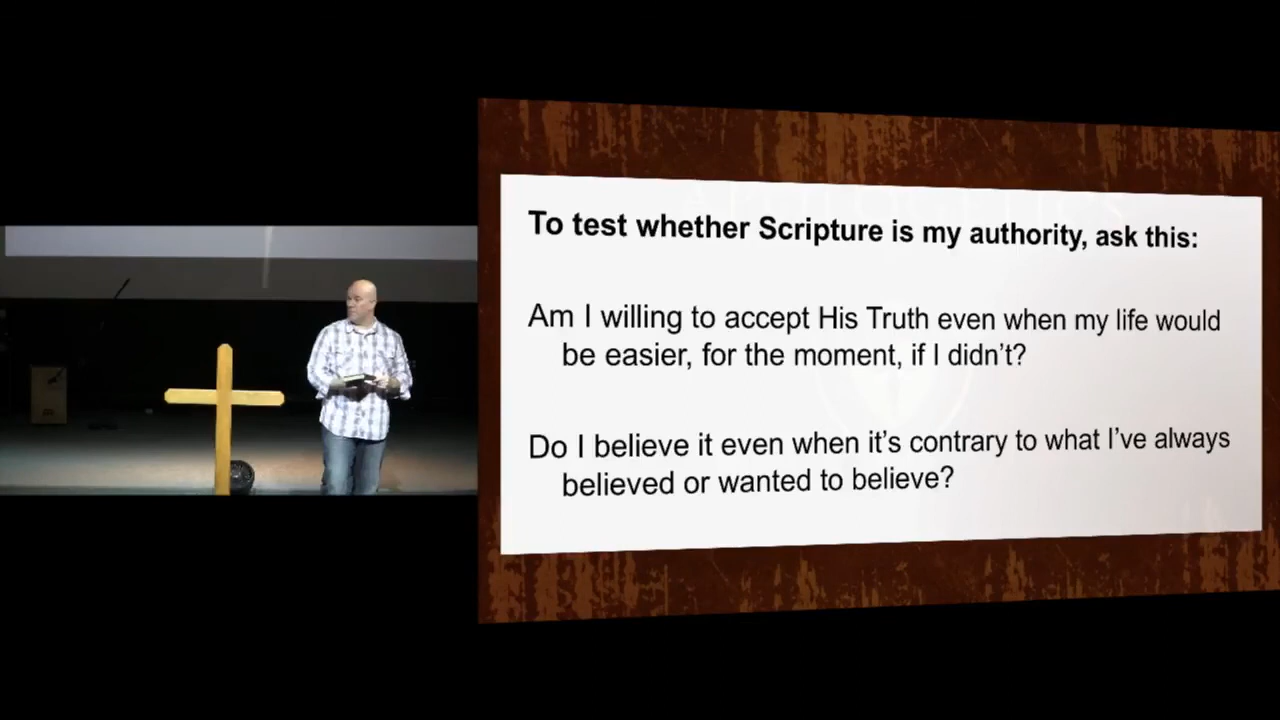 To test whether Scripture is my authority, ask this:
Am I willing to accept His Truth even when my life would
be easier, for the moment, if I didn't?
Do I believe it even when it's contrary to what I've always
believed or wanted to believe?